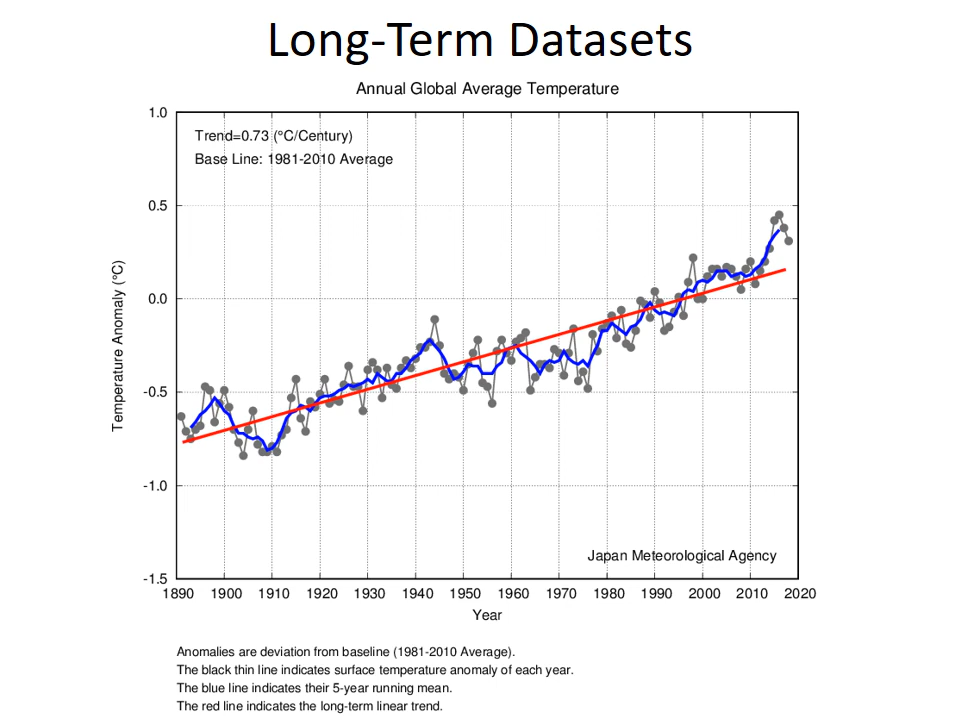 Long-Term Datasets
Annual Global Average Temperature
Trend=0.73 (°C/Century)
Base Line: 1981-2010 Average
Temperature Anomaly (°C)
1.0
0.5
0.0
-0.5
-1.0
-1.5
Japan Meteorological Agency
1890 1900 1910 1920 1930 1940 1950 1960 1970 1980 1990 2000 2010 2020
Year
Anomalies are deviation from baseline (1981-2010 Average).
The black thin line indicates surface temperature anomaly of each year.
The blue line indicates their 5-year running mean.
The red line indicates the long-term linear trend.